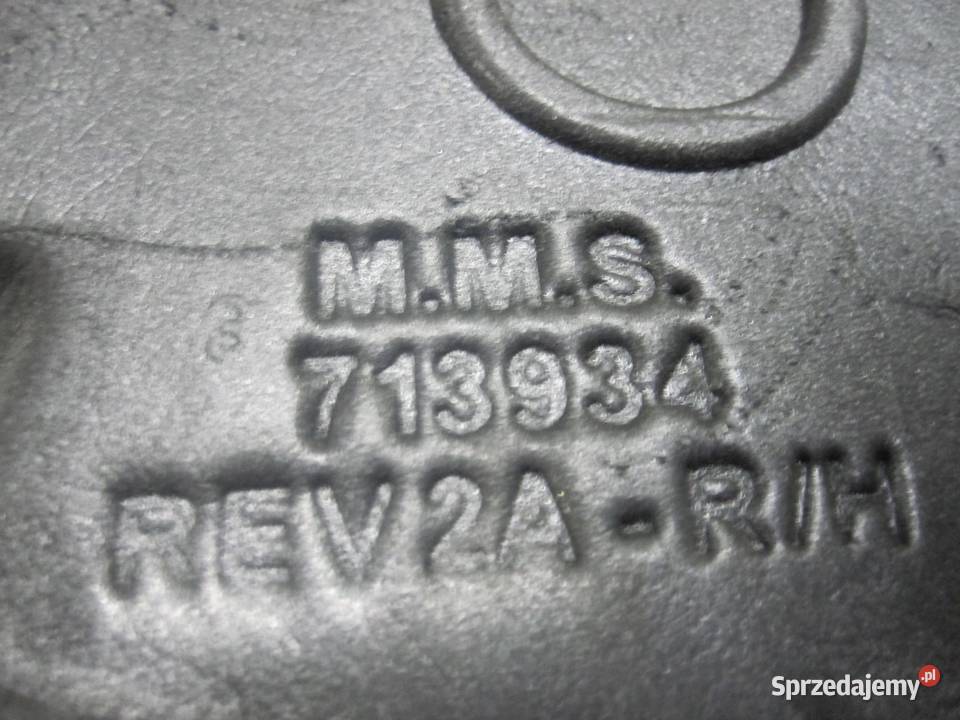 M.M.S.
713934
REV2A-R/H
Sprzedajemy.pl